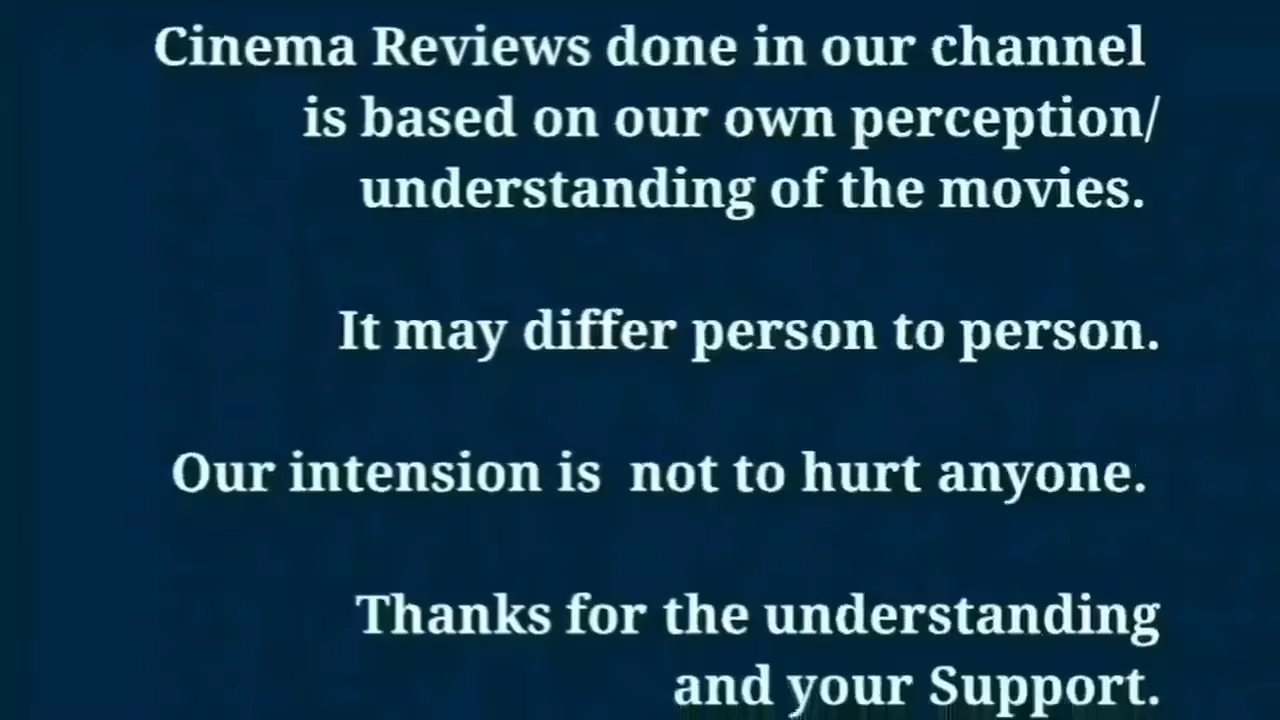 Cinema Reviews done in our channel
is based on our own perception/
understanding of the movies.
It may differ person to person.
Our intension is  not to hurt anyone.
Thanks for the understanding
and your Support.